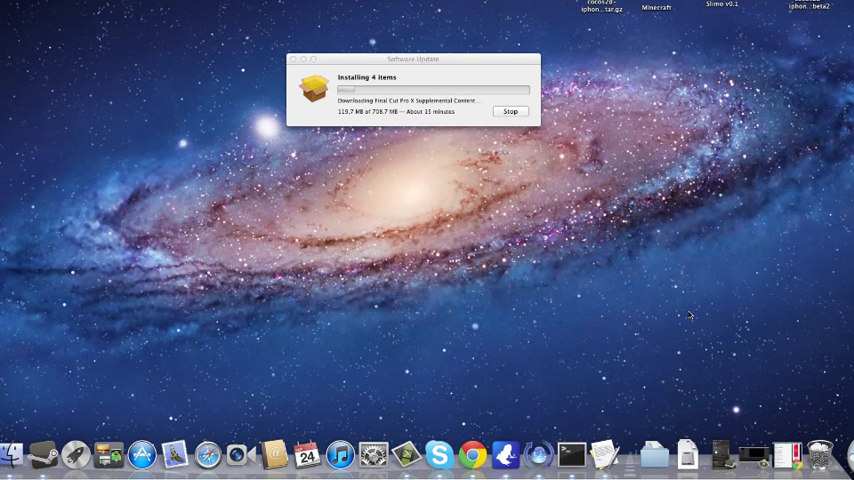 cocos2d-
iphon...tar.gz
Minecraft
Slimo v0.1
iphon...beta2
Software Update
Installing 4 items
Downloading Final Cut Pro X Supplemental Content...
119.7 MB of 708.7 MB — About 15 minutes
Stop
24